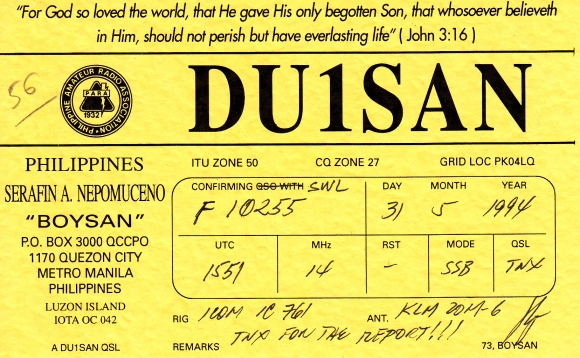 "For God so loved the world, that He gave His only begotten Son, that whosoever believeth
in Him, should not perish but have everlasting life" ( John 3:16 )
56
PHILIPPINE AMATEUR RADIO ASSOCIATION
PARA
1932
DU1SAN
PHILIPPINES
SERAFIN A. NEPOMUCENO
"BOYSAN"
P.O. BOX 3000 QCCPO
1170 QUEZON CITY
METRO MANILA
PHILIPPINES
LUZON ISLAND
IOTA OC 042
A DU1SAN QSL
ITU ZONE 50 CQ ZONE 27 GRID LOC PK04LQ
CONFIRMING QSO WITH SWL DAY MONTH YEAR
F 10255 31 5 1994
UTC MHz RST MODE QSL
1551 14 - SSB TNX
RIG ICOM IC 761 ANT. KLM 20M-6
REMARKS TNX FOR THE REPORT!!! 73, BOYSAN